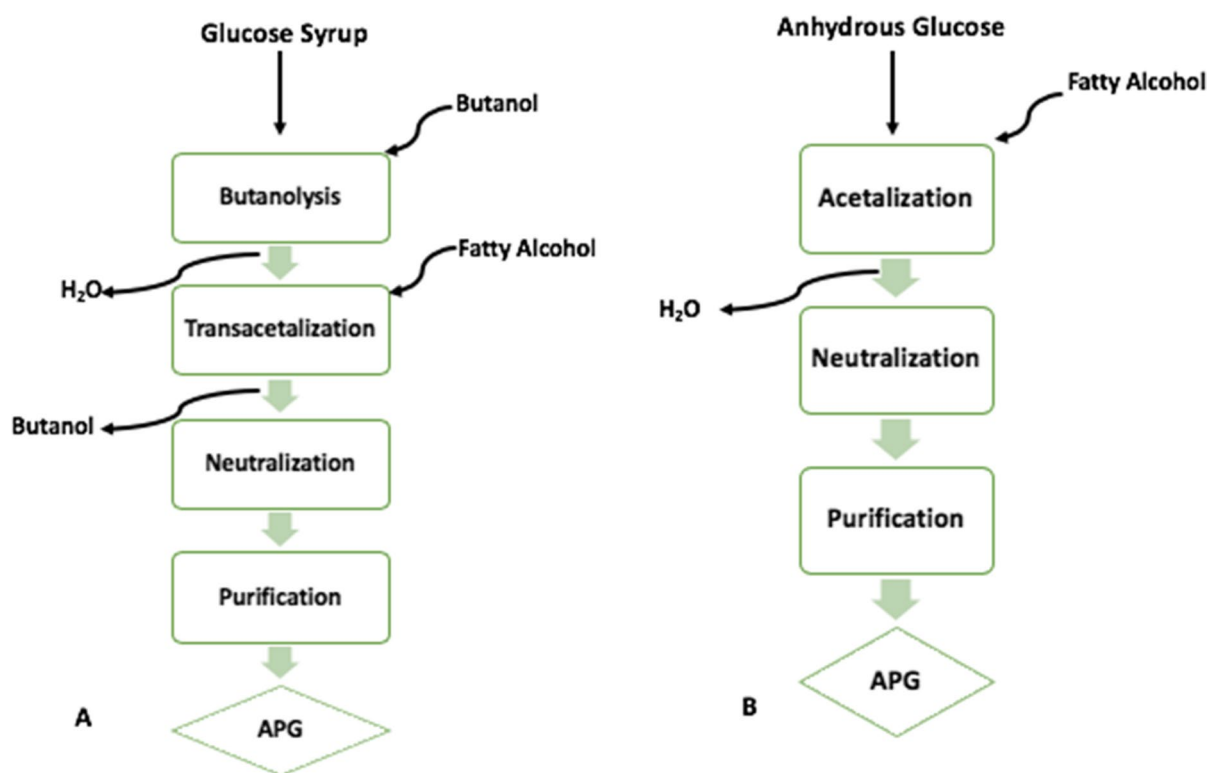 Glucose Syrup
Butanol
Butanolysis
H₂O
Fatty Alcohol
Transacetalization
Butanol
Neutralization
Purification
APG
A
Anhydrous Glucose
Fatty Alcohol
Acetalization
H₂O
Neutralization
Purification
APG
B